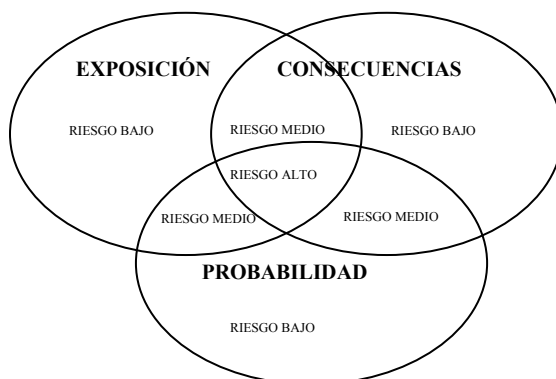 EXPOSICIÓN
CONSECUENCIAS
RIESGO BAJO
RIESGO MEDIO
RIESGO BAJO
RIESGO ALTO
RIESGO MEDIO
RIESGO MEDIO
PROBABILIDAD
RIESGO BAJO